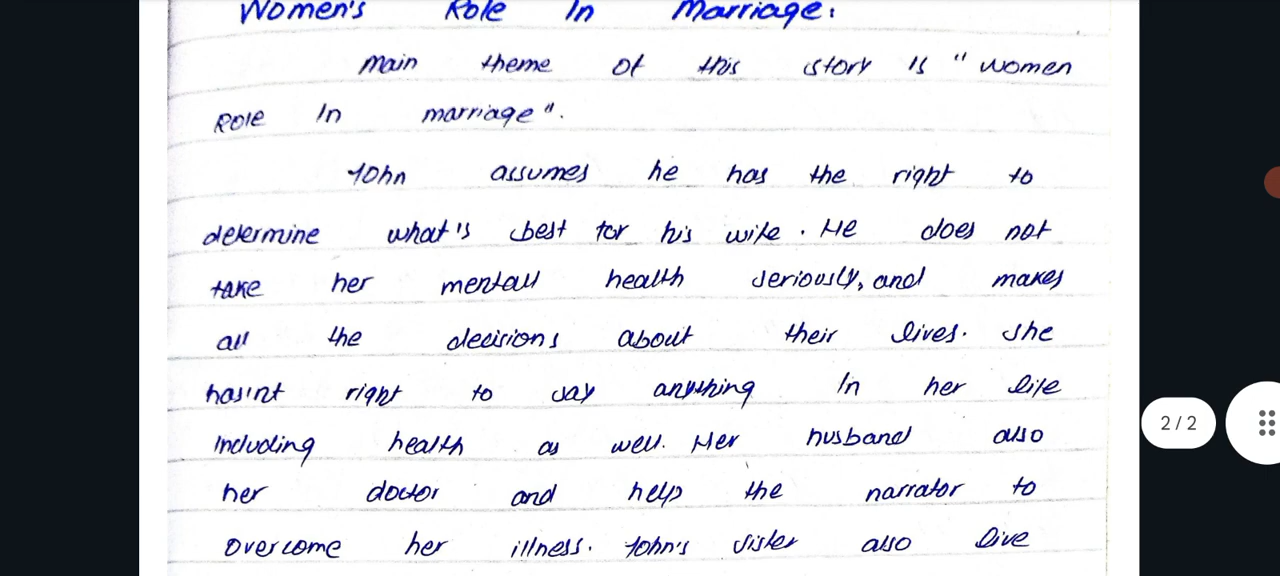 Women's Role In Marriage:
Main theme of this story is "women
Role In marriage".
John assumes he has the right to
determine what's best for his wife. He does not
take her mentall health seriously, and makes
all the decisions about their lives. She
hasint right to say anything In her life
Including health as well. Her husband also
her doctor and help the narrator to
overcome her illness. John's sister also live
2/2